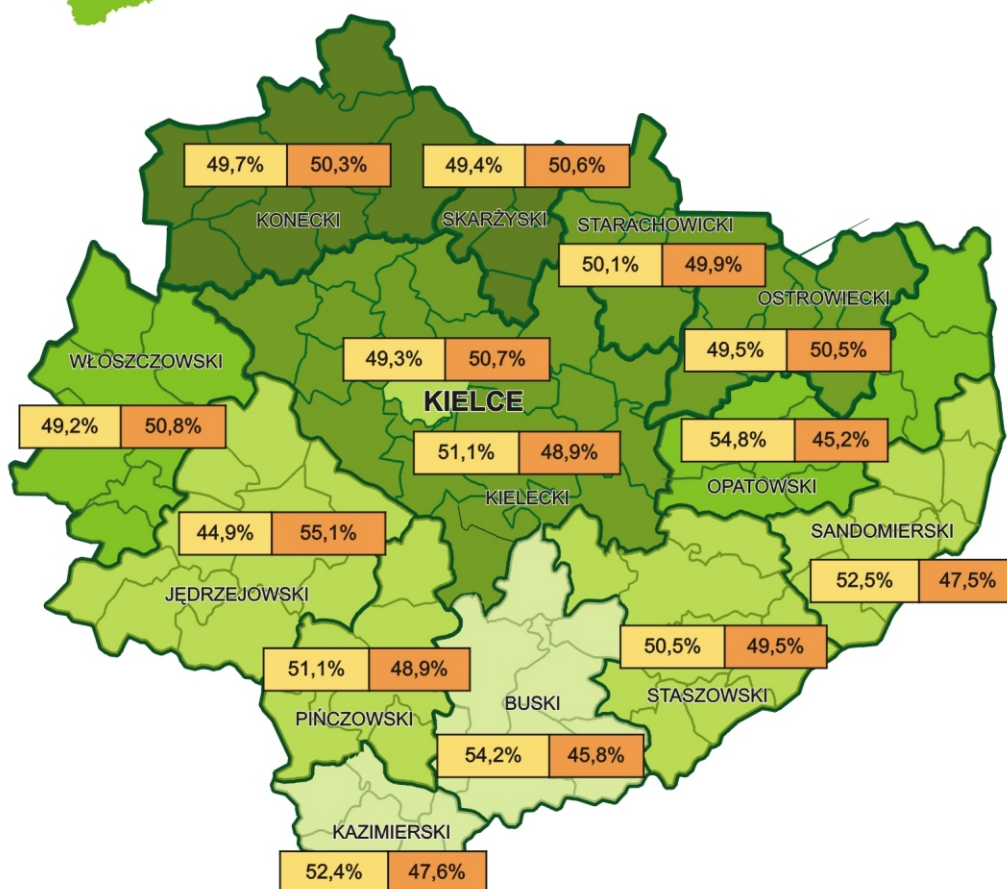 49,7% 50,3%
KONECKI
49,4% 50,6%
SKARŻYSKI
STARACHOWICKI
50,1% 49,9%
OSTROWIECKI
49,5% 50,5%
WŁOSZCZOWSKI
49,2% 50,8%
49,3% 50,7%
KIELCE
51,1% 48,9%
KIELECKI
54,8% 45,2%
OPATOWSKI
SANDOMIERSKI
52,5% 47,5%
44,9% 55,1%
JĘDRZEJOWSKI
51,1% 48,9%
PIŃCZOWSKI
BUSKI
54,2% 45,8%
50,5% 49,5%
STASZOWSKI
KAZIMIERSKI
52,4% 47,6%